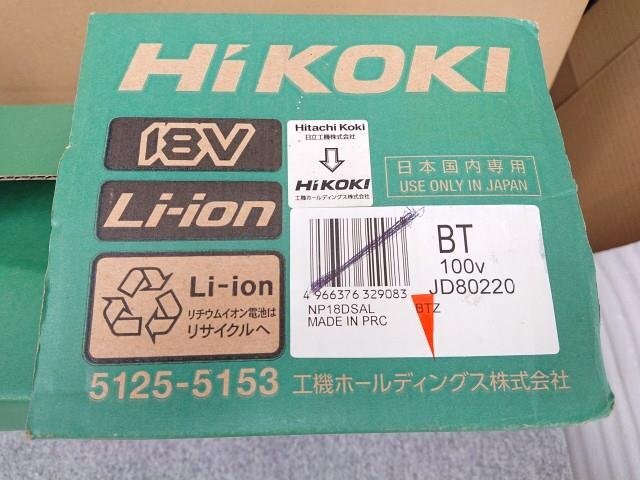 HiKOKI
18V
Li-ion
Li-ion
リチウムイオン電池は
リサイクルへ
Hitachi Koki
日立工機株式会社
HiKOKI
工機ホールディングス株式会社
日本国内専用
USE ONLY IN JAPAN
4 966376 329083
NP18DSAL
MADE IN PRC
BT
100v
JD80220
BTZ
5125-5153 工機ホールディングス株式会社